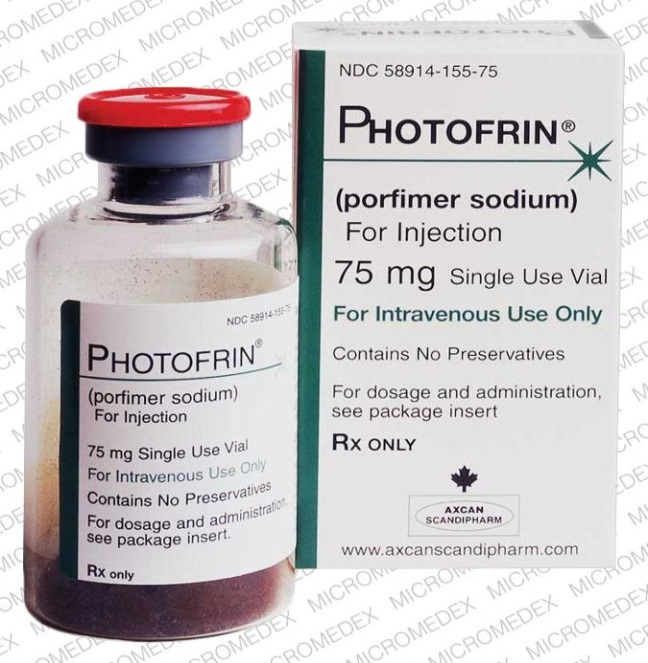 NDC 58914-155-75
PHOTOFRIN®
(porfimer sodium)
For Injection
75 mg Single Use Vial
For Intravenous Use Only
Contains No Preservatives
For dosage and administration,
see package insert
Rx ONLY
AXCAN
SCANDIPHARM
www.axcanscandipharm.com
NDC 58914-155-75
PHOTOFRIN®
(porfimer sodium)
For Injection
75 mg Single Use Vial
For Intravenous Use Only
Contains No Preservatives
For dosage and administration,
see package insert.
Rx only
MICROMEDEX